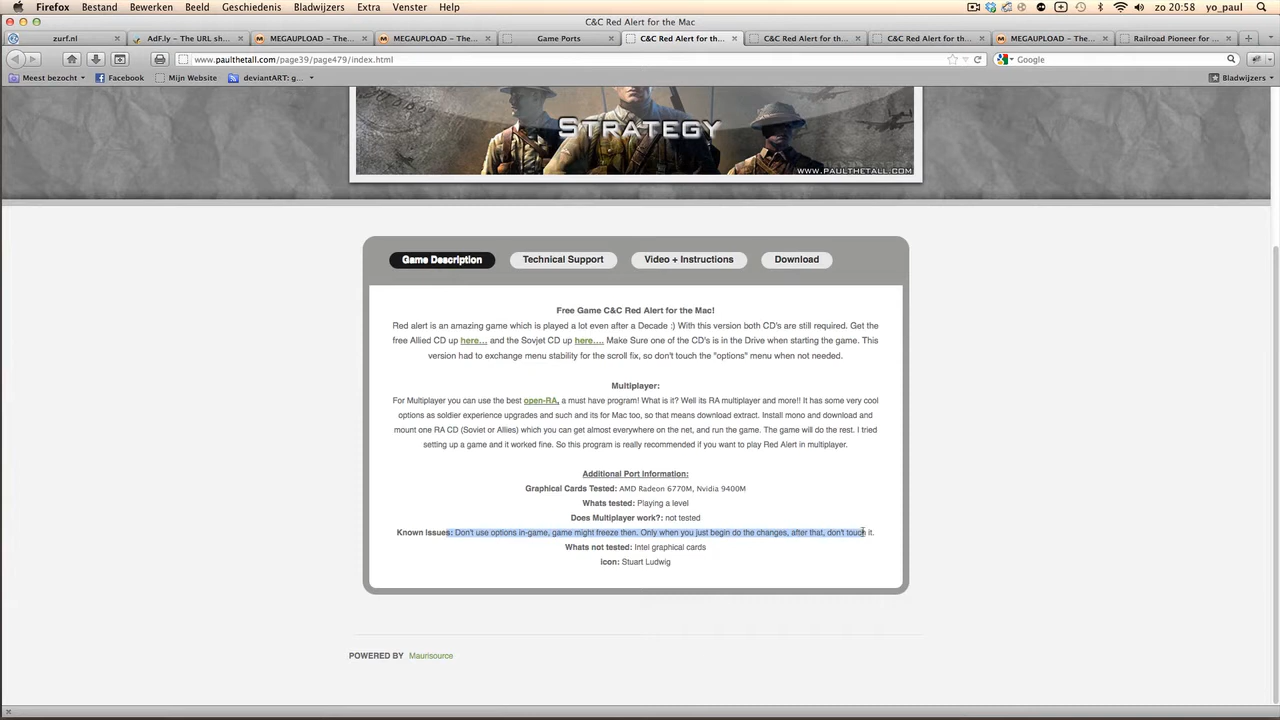 Firefox Bestand Bewerken Beeld Geschiedenis Bladwijzers Extra Venster Help zo 20:58 yo_paul
C&C Red Alert for the Mac
zurf.nl AdF.ly – The URL sh... MEGAUPLOAD – The... MEGAUPLOAD – The... Game Ports C&C Red Alert for th... C&C Red Alert for th... C&C Red Alert for th... MEGAUPLOAD – The... Railroad Pioneer for ...
www.paulthetall.com/page39/page479/index.html Google
Meest bezocht Facebook Mijn Website deviantART: g... Bladwijzers
STRATEGY
WWW.PAULTHETALL.COM
Game Description Technical Support Video + Instructions Download
Free Game C&C Red Alert for the Mac!
Red alert is an amazing game which is played a lot even after a Decade :) With this version both CD's are still required. Get the
free Allied CD up here… and the Sovjet CD up here…. Make Sure one of the CD's is in the Drive when starting the game. This
version had to exchange menu stability for the scroll fix, so don't touch the "options" menu when not needed.
Multiplayer:
For Multiplayer you can use the best open-RA, a must have program! What is it? Well its RA multiplayer and more!! It has some very cool
options as soldier experience upgrades and such and its for Mac too, so that means download extract. Install mono and download and
mount one RA CD (Soviet or Allies) which you can get almost everywhere on the net, and run the game. The game will do the rest. I tried
setting up a game and it worked fine. So this program is really recommended if you want to play Red Alert in multiplayer.
Additional Port Information:
Graphical Cards Tested: AMD Radeon 6770M, Nvidia 9400M
Whats tested: Playing a level
Does Multiplayer work?: not tested
Known issues: Don't use options in-game, game might freeze then. Only when you just begin do the changes, after that, don't touch it.
Whats not tested: Intel graphical cards
icon: Stuart Ludwig
POWERED BY Maurisource